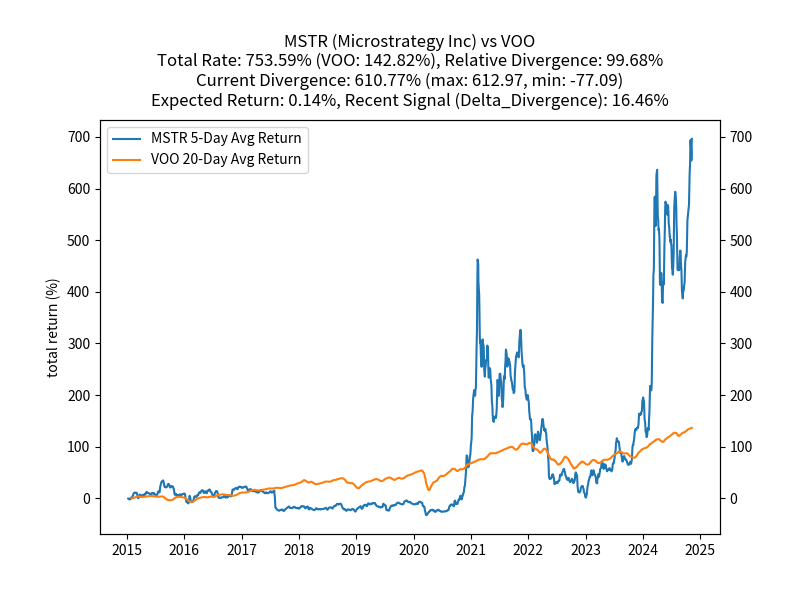 MSTR (Microstrategy Inc) vs VOO
Total Rate: 753.59% (VOO: 142.82%), Relative Divergence: 99.68%
Current Divergence: 610.77% (max: 612.97, min: -77.09)
Expected Return: 0.14%, Recent Signal (Delta_Divergence): 16.46%
MSTR 5-Day Avg Return
VOO 20-Day Avg Return
total return (%)
700 700
600 600
500 500
400 400
300 300
200 200
100 100
0 0
2015 2016 2017 2018 2019 2020 2021 2022 2023 2024 2025